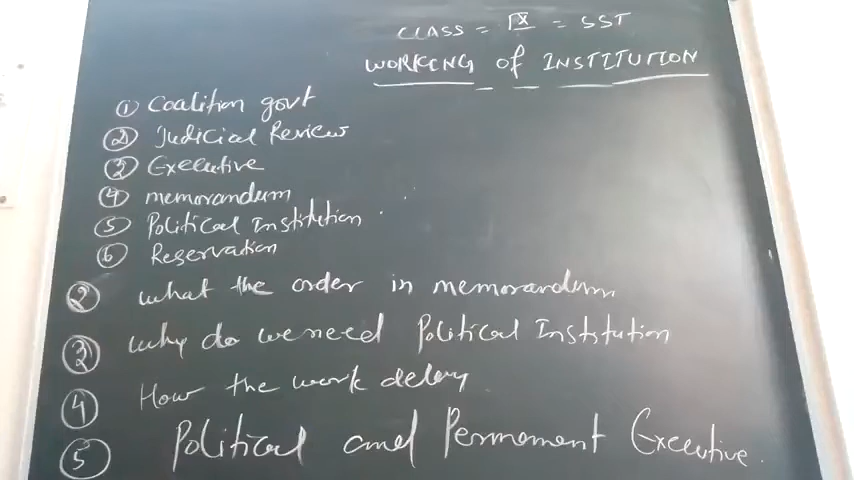 CLASS = IX = SST
WORKING of INSTITUTION
① Coalition govt
② Judicial Review
③ Executive
④ memorandum
⑤ Political Institution
⑥ Reservation
② what the order in memorandum
③ why do we need Political Institution
④ How the work delay
⑤ Political and Permanent Executive.